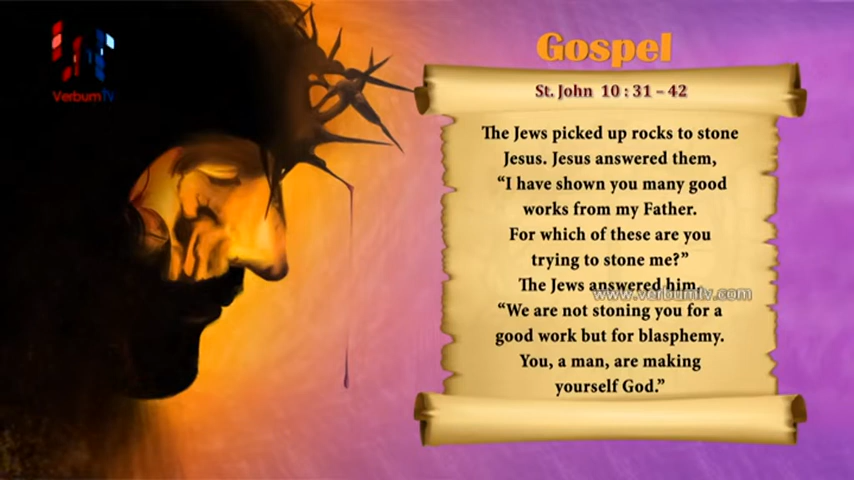 VerbumTV
Gospel
St. John 10 : 31 – 42
The Jews picked up rocks to stone
Jesus. Jesus answered them,
“I have shown you many good
works from my Father.
For which of these are you
trying to stone me?”
The Jews answered him,
www.verbumtv.com
“We are not stoning you for a
good work but for blasphemy.
You, a man, are making
yourself God.”